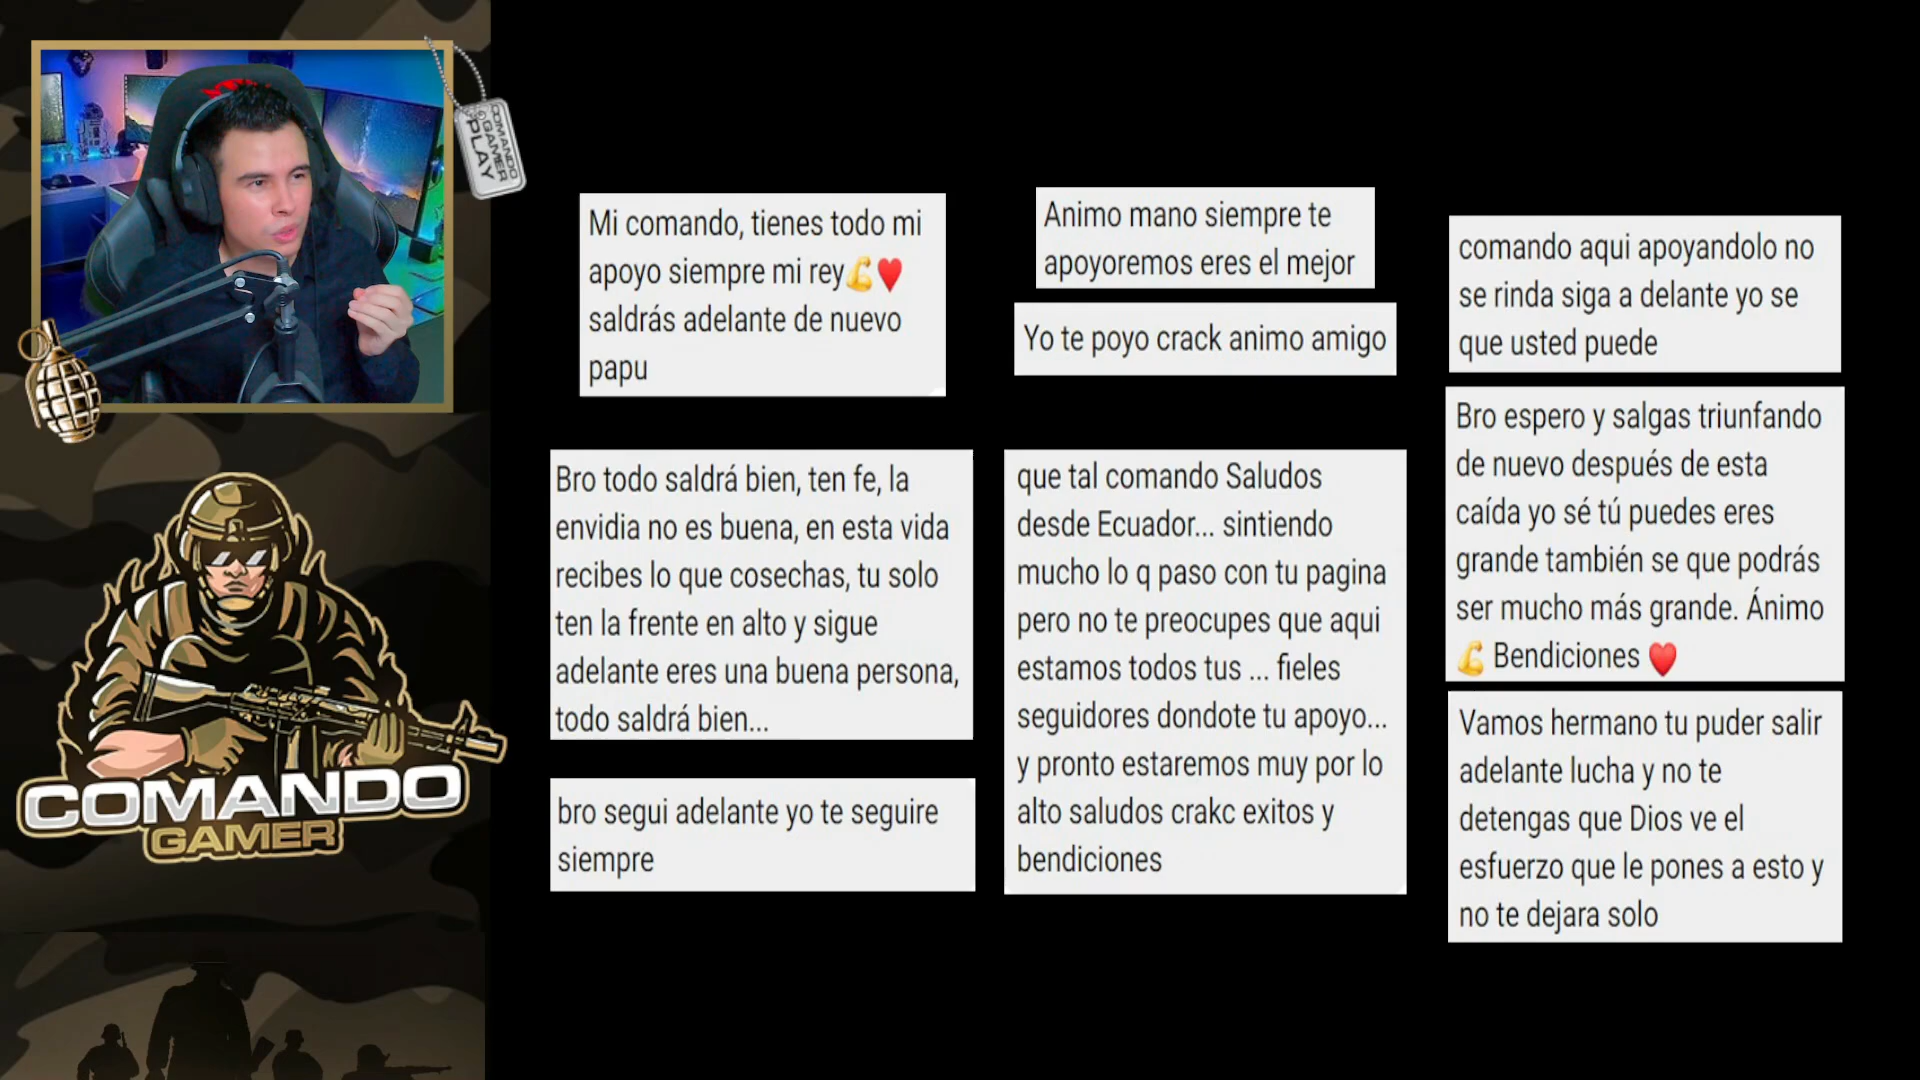 COMANDO
GAMER
PLAY
COMANDO
GAMER
Mi comando, tienes todo mi
apoyo siempre mi rey💪♥
saldrás adelante de nuevo
papu
Bro todo saldrá bien, ten fe, la
envidia no es buena, en esta vida
recibes lo que cosechas, tu solo
ten la frente en alto y sigue
adelante eres una buena persona,
todo saldrá bien...
bro segui adelante yo te seguire
siempre
Animo mano siempre te
apoyoremos eres el mejor
Yo te poyo crack animo amigo
que tal comando Saludos
desde Ecuador... sintiendo
mucho lo q paso con tu pagina
pero no te preocupes que aqui
estamos todos tus ... fieles
seguidores dondote tu apoyo...
y pronto estaremos muy por lo
alto saludos crakc exitos y
bendiciones
comando aqui apoyandolo no
se rinda siga a delante yo se
que usted puede
Bro espero y salgas triunfando
de nuevo después de esta
caída yo sé tú puedes eres
grande también se que podrás
ser mucho más grande. Ánimo
💪 Bendiciones ♥
Vamos hermano tu puder salir
adelante lucha y no te
detengas que Dios ve el
esfuerzo que le pones a esto y
no te dejara solo